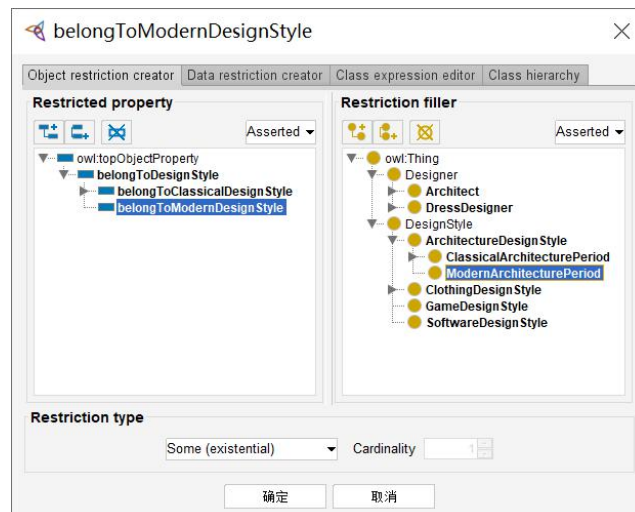 belongToModernDesignStyle
Object restriction creator Data restriction creator Class expression editor Class hierarchy
Restricted property
Asserted
owl:topObjectProperty
belongToDesignStyle
belongToClassicalDesignStyle
belongToModernDesignStyle
Restriction filler
Asserted
owl:Thing
Designer
Architect
DressDesigner
DesignStyle
ArchitectureDesignStyle
ClassicalArchitecturePeriod
ModernArchitecturePeriod
ClothingDesignStyle
GameDesignStyle
SoftwareDesignStyle
Restriction type
Some (existential) Cardinality 1
确定 取消